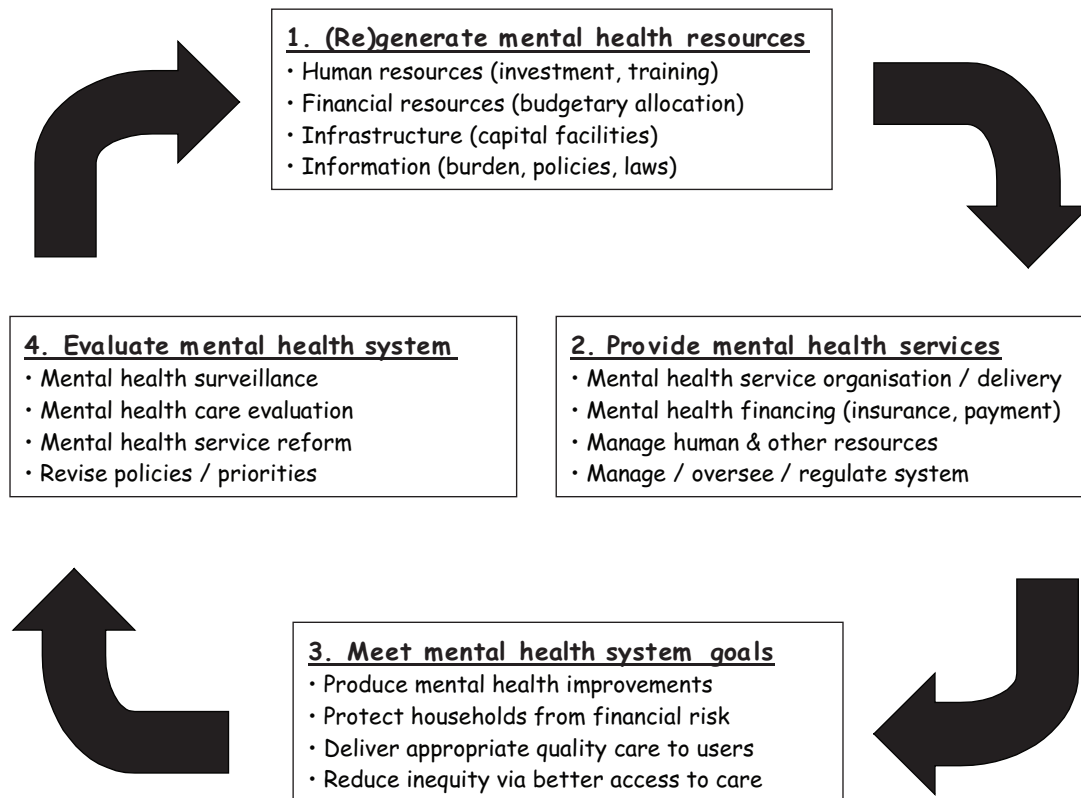 1. (Re)generate mental health resources
· Human resources (investment, training)
· Financial resources (budgetary allocation)
· Infrastructure (capital facilities)
· Information (burden, policies, laws)
4. Evaluate mental health system
· Mental health surveillance
· Mental health care evaluation
· Mental health service reform
· Revise policies / priorities
2. Provide mental health services
· Mental health service organisation / delivery
· Mental health financing (insurance, payment)
· Manage human & other resources
· Manage / oversee / regulate system
3. Meet mental health system goals
· Produce mental health improvements
· Protect households from financial risk
· Deliver appropriate quality care to users
· Reduce inequity via better access to care